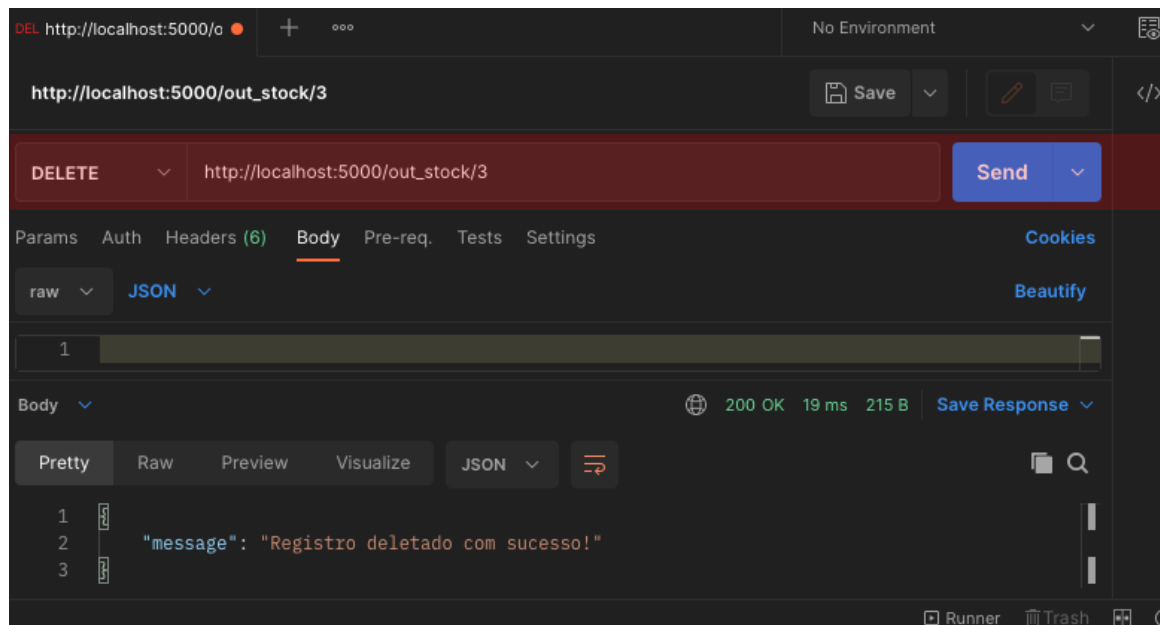 DEL http://localhost:5000/o
No Environment
http://localhost:5000/out_stock/3
Save
DELETE http://localhost:5000/out_stock/3 Send
Params Auth Headers (6) Body Pre-req. Tests Settings Cookies
raw JSON Beautify
1
Body 200 OK 19 ms 215 B Save Response
Pretty Raw Preview Visualize JSON
1 {
2 "message": "Registro deletado com sucesso!"
3 }
Runner Trash